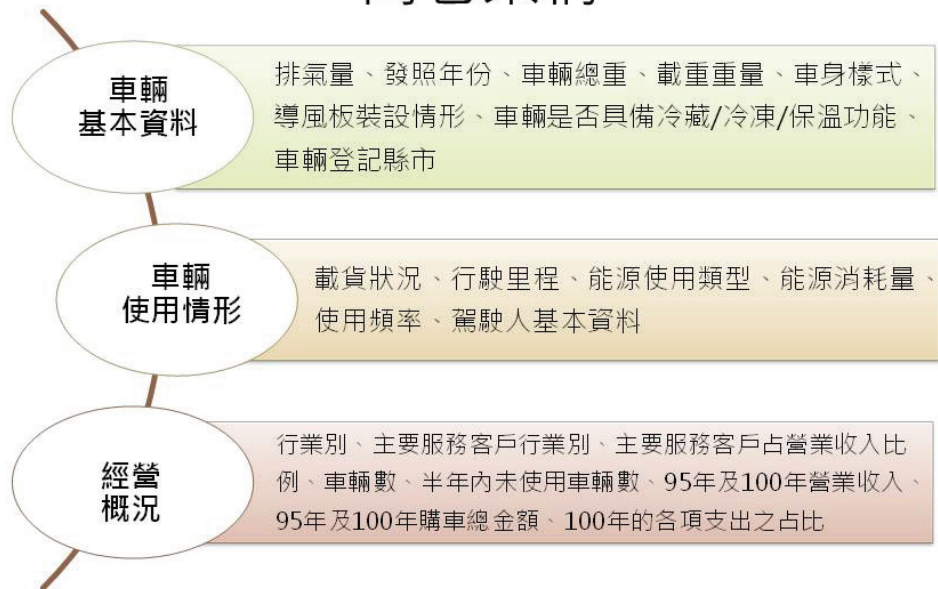 車輛
基本資料
排氣量、發照年份、車輛總重、載重重量、車身樣式、
導風板裝設情形、車輛是否具備冷藏/冷凍/保溫功能、
車輛登記縣市
車輛
使用情形
載貨狀況、行駛里程、能源使用類型、能源消耗量、
使用頻率、駕駛人基本資料
經營
概況
行業別、主要服務客戶行業別、主要服務客戶占營業收入比
例、車輛數、半年內未使用車輛數、95年及100年營業收入、
95年及100年購車總金額、100年的各項支出之占比